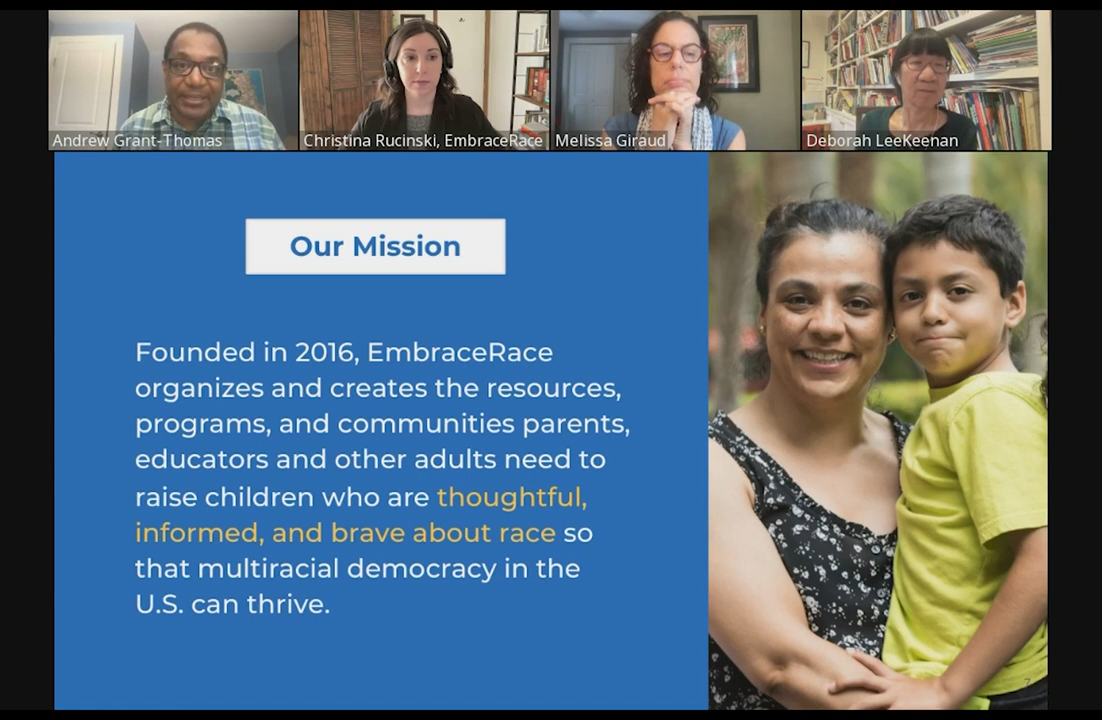 Andrew Grant-Thomas
Christina Rucinski, EmbraceRace
Melissa Giraud
Deborah LeeKeenan
Our Mission
Founded in 2016, EmbraceRace
organizes and creates the resources,
programs, and communities parents,
educators and other adults need to
raise children who are thoughtful,
informed, and brave about race so
that multiracial democracy in the
U.S. can thrive.
7